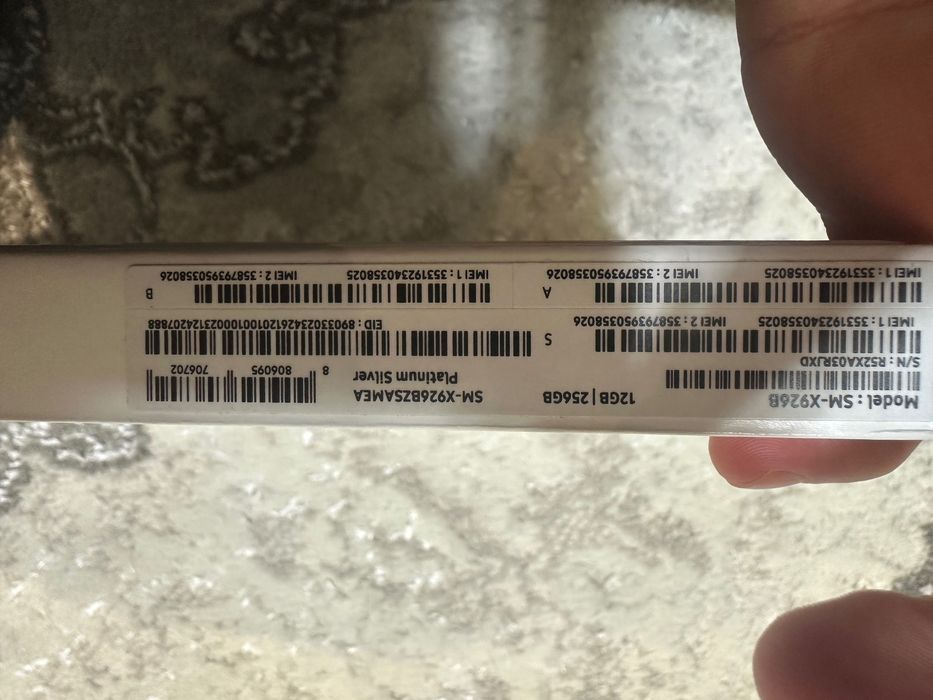 Model : SM-X926B
12GB | 256GB
SM-X926BZSAMEA
Platinum Silver
8 806095 706702
S/N : R52XA03RJXD
IMEI 1 : 353192340358025
IMEI 2 : 358793950358026
S
EID : 89033023426120100100023124207888
IMEI 1 : 353192340358025
IMEI 2 : 358793950358026
A
IMEI 1 : 353192340358025
IMEI 2 : 358793950358026
B